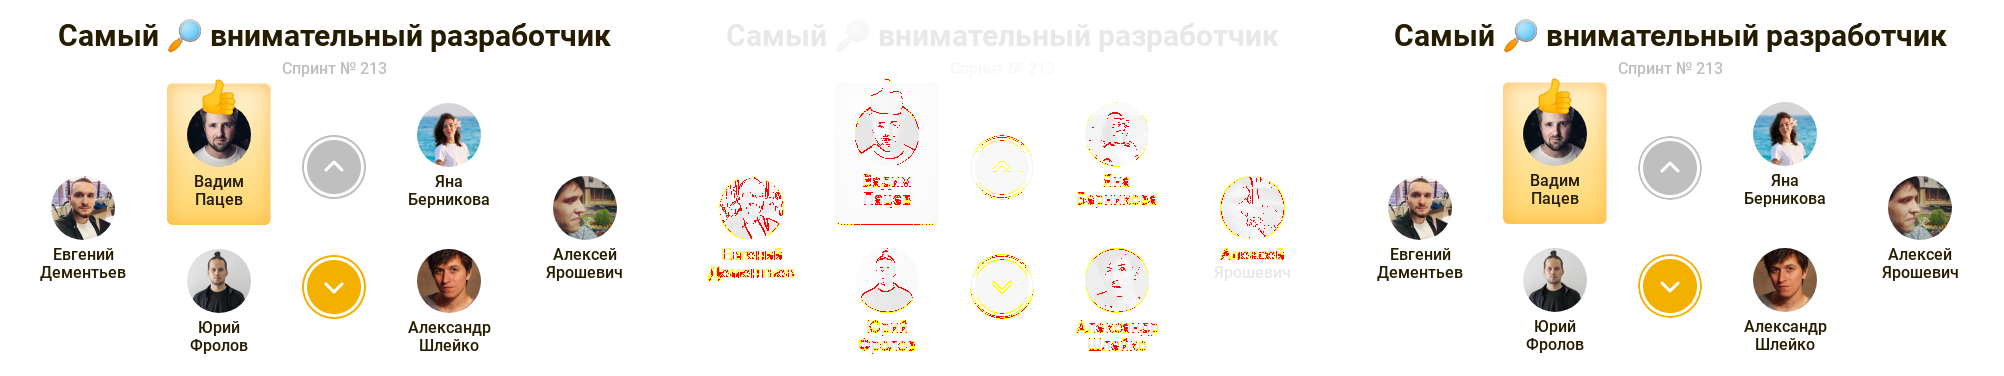 Самый 🔎 внимательный разработчик
Спринт № 213
Вадим
Пацев
Яна
Берникова
Евгений
Дементьев
Алексей
Ярошевич
Юрий
Фролов
Александр
Шлейко
Самый 🔎 внимательный разработчик
Спринт № 213
Вадим
Пацев
Яна
Берникова
Евгений
Дементьев
Алексей
Ярошевич
Юрий
Фролов
Александр
Шлейко
Самый 🔎 внимательный разработчик
Спринт № 213
Вадим
Пацев
Яна
Берникова
Евгений
Дементьев
Алексей
Ярошевич
Юрий
Фролов
Александр
Шлейко